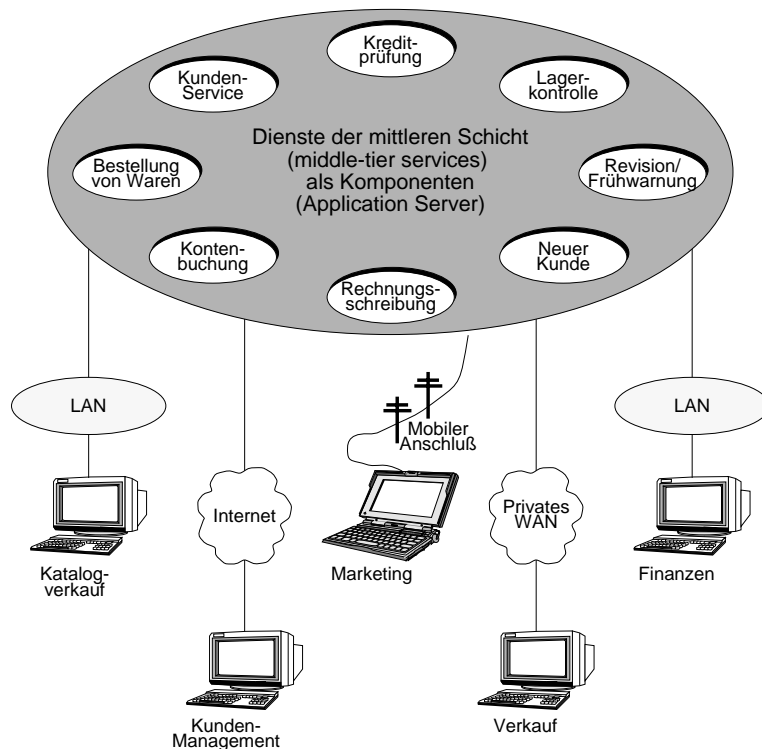 Kredit-
prüfung
Kunden-
Service
Lager-
kontrolle
Dienste der mittleren Schicht
(middle-tier services)
als Komponenten
(Application Server)
Bestellung
von Waren
Revision/
Frühwarnung
Konten-
buchung
Neuer
Kunde
Rechnungs-
schreibung
LAN
Mobiler
Anschluß
LAN
Internet
Privates
WAN
Katalog-
verkauf
Marketing
Finanzen
Kunden-
Management
Verkauf